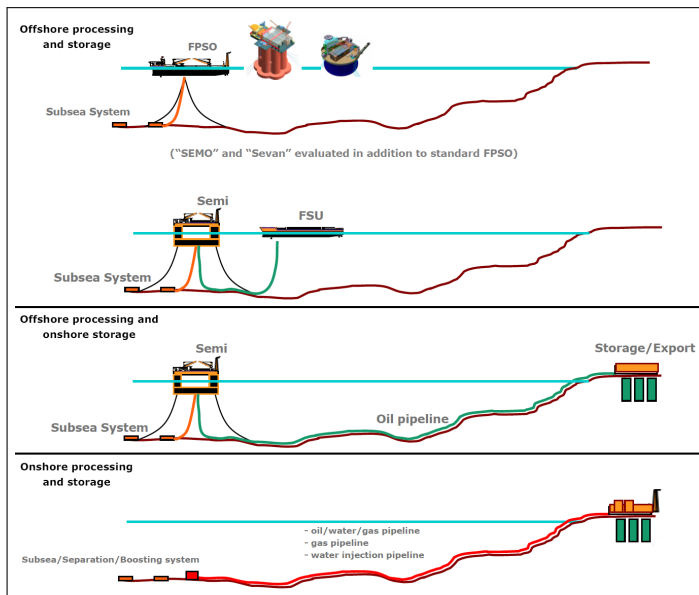 Offshore processing
and storage
FPSO
Subsea System
(“SEMO” and “Sevan” evaluated in addition to standard FPSO)
Semi
FSU
Subsea System
Offshore processing and
onshore storage
Semi
Storage/Export
Subsea System
Oil pipeline
Onshore processing
and storage
- oil/water/gas pipeline
- gas pipeline
- water injection pipeline
Subsea/Separation/Boosting system